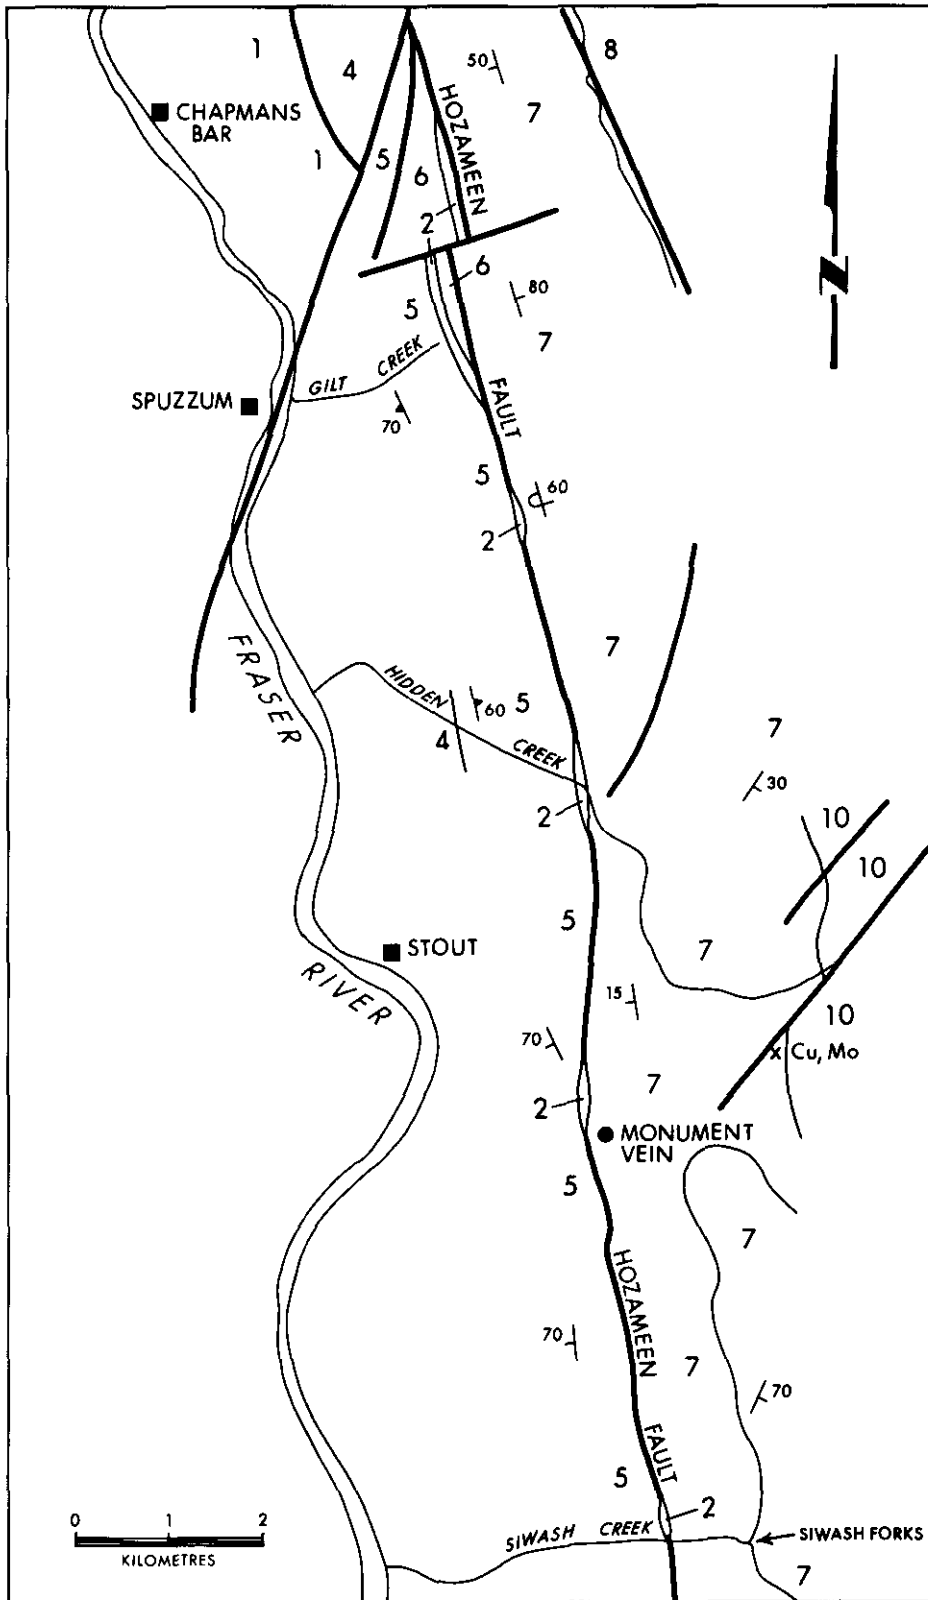 1
4
50
8
7
CHAPMANS
BAR
HOZAMEEN
1
5
6
2
6
5
80
7
N
GILT CREEK
SPUZZUM
70
FAULT
5
60
2
FRASER
7
HIDDEN
60
5
4
CREEK
7
30
2
10
10
5
STOUT
7
RIVER
15
10
70
Cu, Mo
7
2
MONUMENT
VEIN
5
7
HOZAMEEN
70
7
70
FAULT
5
2
0 1 2
KILOMETRES
SIWASH CREEK
SIWASH FORKS
7